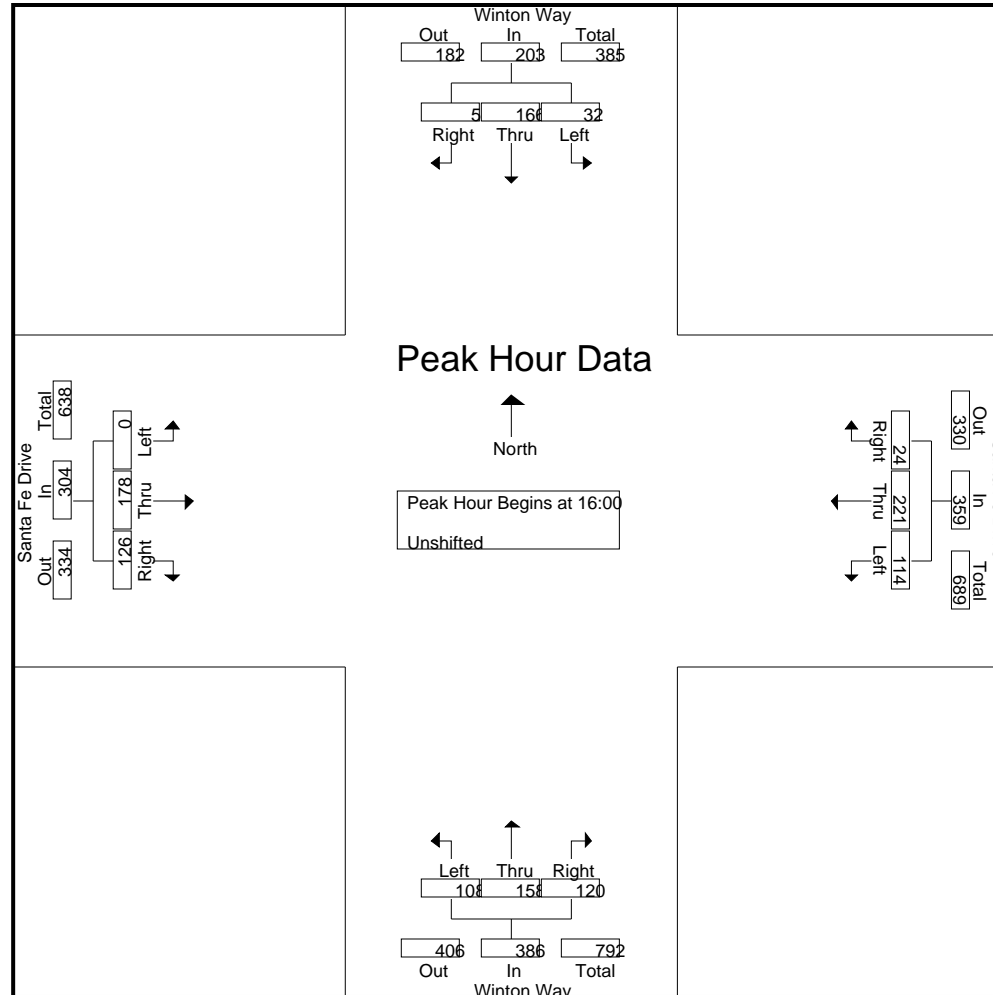 Winton Way
Out In Total
182 203 385
5 166 32
Right Thru Left
Peak Hour Data
North
Peak Hour Begins at 16:00
Unshifted
Santa Fe Drive
Total In Out
638 304 334
0 178 126
Left Thru Right
Out In Total
330 359 689
24 221 114
Right Thru Left
Left Thru Right
108 158 120
406 386 792
Out In Total
Winton Way